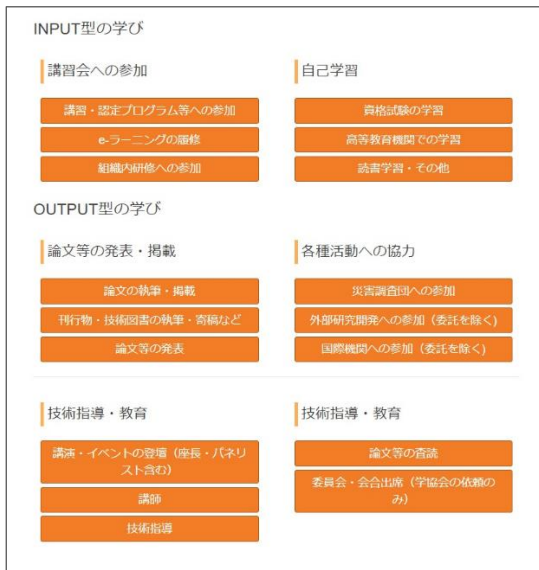 INPUT型の学び
講習会への参加
講習・認定プログラム等への参加
e-ラーニングの履修
組織内研修への参加
自己学習
資格試験の学習
高等教育機関での学習
読書学習・その他
OUTPUT型の学び
論文等の発表・掲載
論文の執筆・掲載
刊行物・技術図書の執筆・寄稿など
論文等の発表
各種活動への協力
災害調査団への参加
外部研究開発への参加（委託を除く)
国際機関への参加（委託を除く)
技術指導・教育
講演・イベントの登壇（座長・パネリ
スト含む）
講師
技術指導
技術指導・教育
論文等の査読
委員会・会合出席（学協会の依頼の
み）